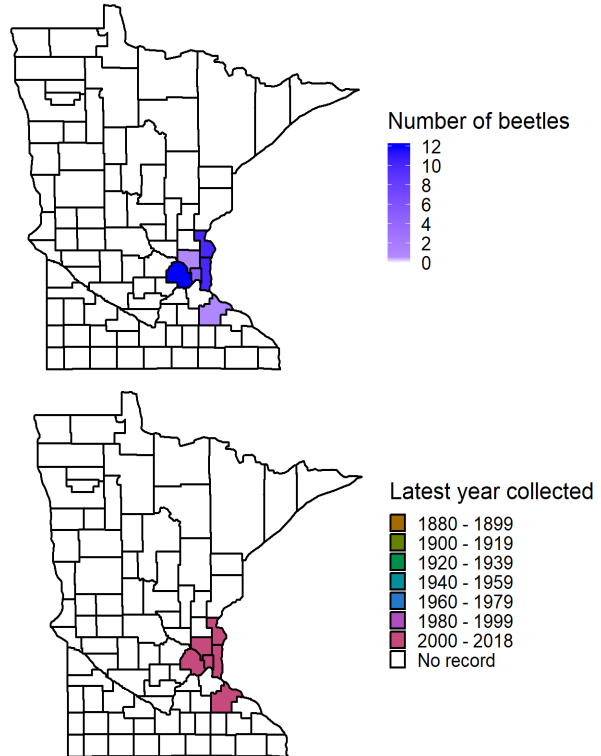 Number of beetles
12
10
8
6
4
2
0
Latest year collected
1880 - 1899
1900 - 1919
1920 - 1939
1940 - 1959
1960 - 1979
1980 - 1999
2000 - 2018
No record